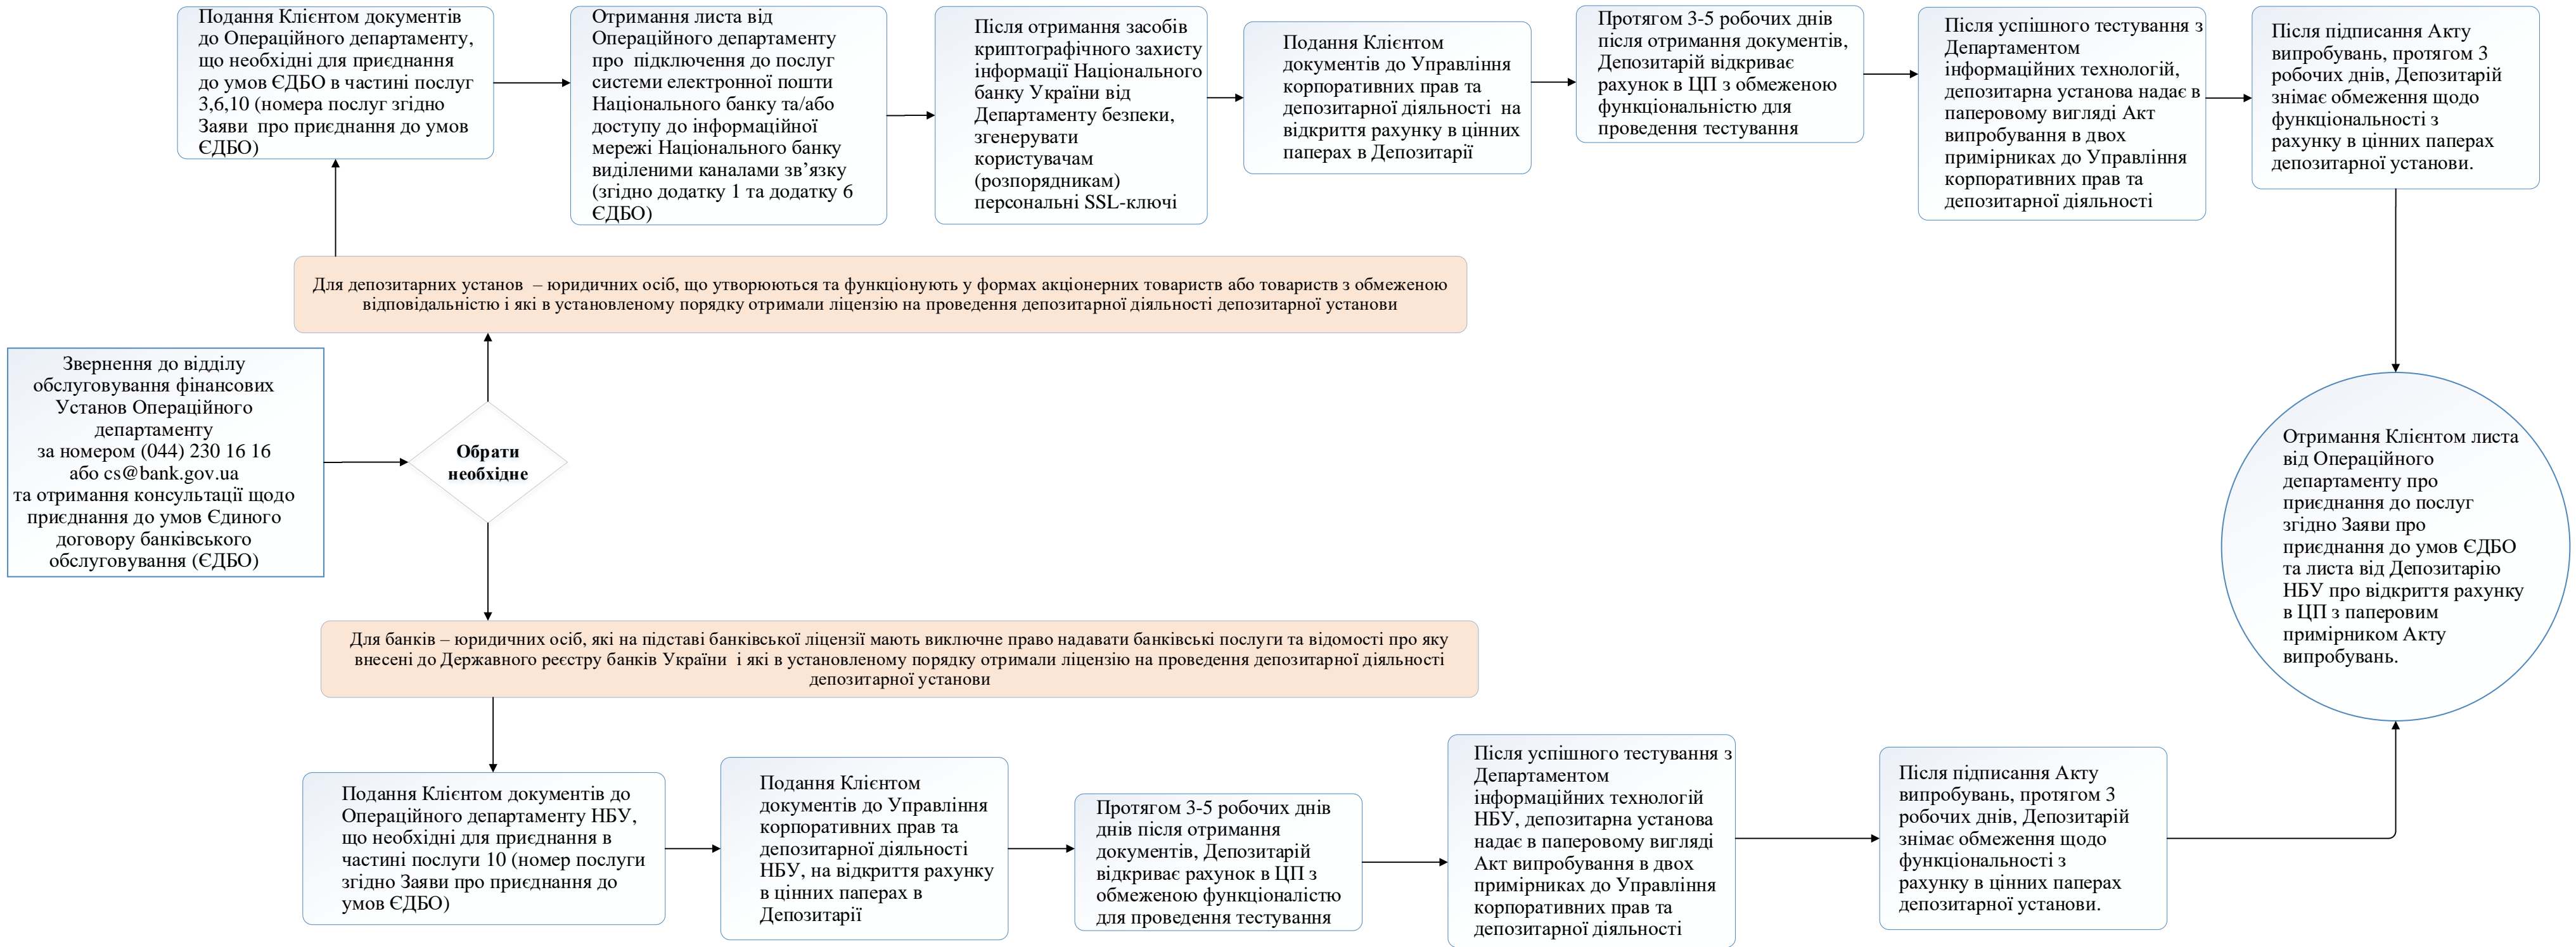 Подання Клієнтом документів
до Операційного департаменту,
що необхідні для приєднання
до умов ЄДБО в частині послуг
3,6,10 (номера послуг згідно
Заяви про приєднання до умов
ЄДБО)
Отримання листа від
Операційного департаменту
про підключення до послуг
системи електронної пошти
Національного банку та/або
доступу до інформаційної
мережі Національного банку
виділеними каналами зв’язку
(згідно додатку 1 та додатку 6
ЄДБО)
Після отримання засобів
криптографічного захисту
інформації Національного
банку України від
Департаменту безпеки,
згенерувати
користувачам
(розпорядникам)
персональні SSL-ключі
Подання Клієнтом
документів до Управління
корпоративних прав та
депозитарної діяльності на
відкриття рахунку в цінних
паперах в Депозитарії
Протягом 3-5 робочих днів
після отримання документів,
Депозитарій відкриває
рахунок в ЦП з обмеженою
функціональністю для
проведення тестування
Після успішного тестування з
Департаментом
інформаційних технологій,
депозитарна установа надає в
паперовому вигляді Акт
випробування в двох
примірниках до Управління
корпоративних прав та
депозитарної діяльності
Після підписання Акту
випробувань, протягом 3
робочих днів, Депозитарій
знімає обмеження щодо
функціональності з
рахунку в цінних паперах
депозитарної установи.
Для депозитарних установ – юридичних осіб, що утворюються та функціонують у формах акціонерних товариств або товариств з обмеженою
відповідальністю і які в установленому порядку отримали ліцензію на проведення депозитарної діяльності депозитарної установи
Звернення до відділу
обслуговування фінансових
Установ Операційного
департаменту
за номером (044) 230 16 16
або cs@bank.gov.ua
та отримання консультації щодо
приєднання до умов Єдиного
договору банківського
обслуговування (ЄДБО)
Обрати
необхідне
Отримання Клієнтом листа
від Операційного
департаменту про
приєднання до послуг
згідно Заяви про
приєднання до умов ЄДБО
та листа від Депозитарію
НБУ про відкриття рахунку
в ЦП з паперовим
примірником Акту
випробувань.
Для банків – юридичних осіб, які на підставі банківської ліцензії мають виключне право надавати банківські послуги та відомості про яку
внесені до Державного реєстру банків України і які в установленому порядку отримали ліцензію на проведення депозитарної діяльності
депозитарної установи
Подання Клієнтом документів до
Операційного департаменту НБУ,
що необхідні для приєднання в
частині послуги 10 (номер послуги
згідно Заяви про приєднання до
умов ЄДБО)
Подання Клієнтом
документів до Управління
корпоративних прав та
депозитарної діяльності
НБУ, на відкриття рахунку
в цінних паперах в
Депозитарії
Протягом 3-5 робочих днів
днів після отримання
документів, Депозитарій
відкриває рахунок в ЦП з
обмеженою функціоналістю
для проведення тестування
Після успішного тестування з
Департаментом
інформаційних технологій
НБУ, депозитарна установа
надає в паперовому вигляді
Акт випробування в двох
примірниках до Управління
корпоративних прав та
депозитарної діяльності
Після підписання Акту
випробувань, протягом 3
робочих днів, Депозитарій
знімає обмеження щодо
функціональності з
рахунку в цінних паперах
депозитарної установи.